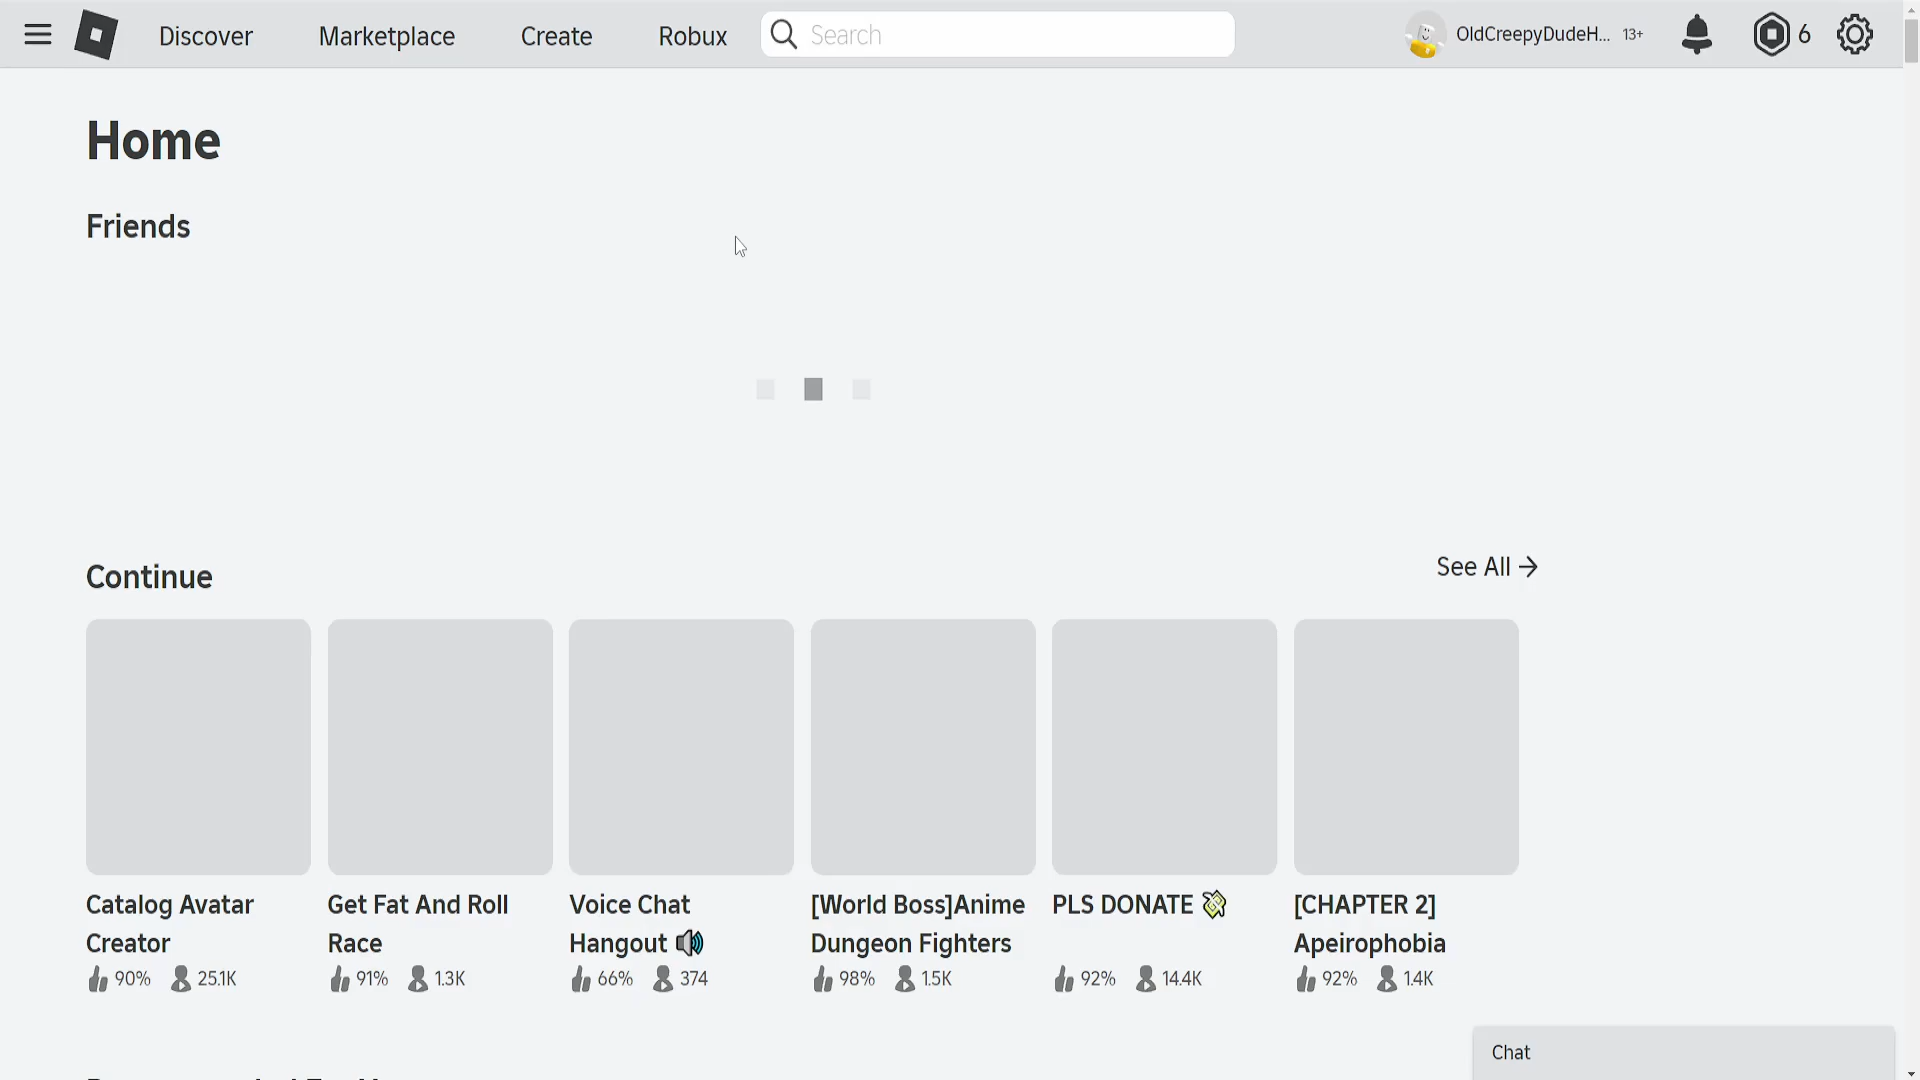 Discover Marketplace Create Robux Search OldCreepyDudeH... 13+ 6
Home
Friends
Continue See All →
Catalog Avatar Creator
90% 25.1K
Get Fat And Roll Race
91% 1.3K
Voice Chat Hangout 🔊
66% 374
[World Boss]Anime Dungeon Fighters
98% 1.5K
PLS DONATE 💸
92% 14.4K
[CHAPTER 2] Apeirophobia
92% 1.4K
Chat